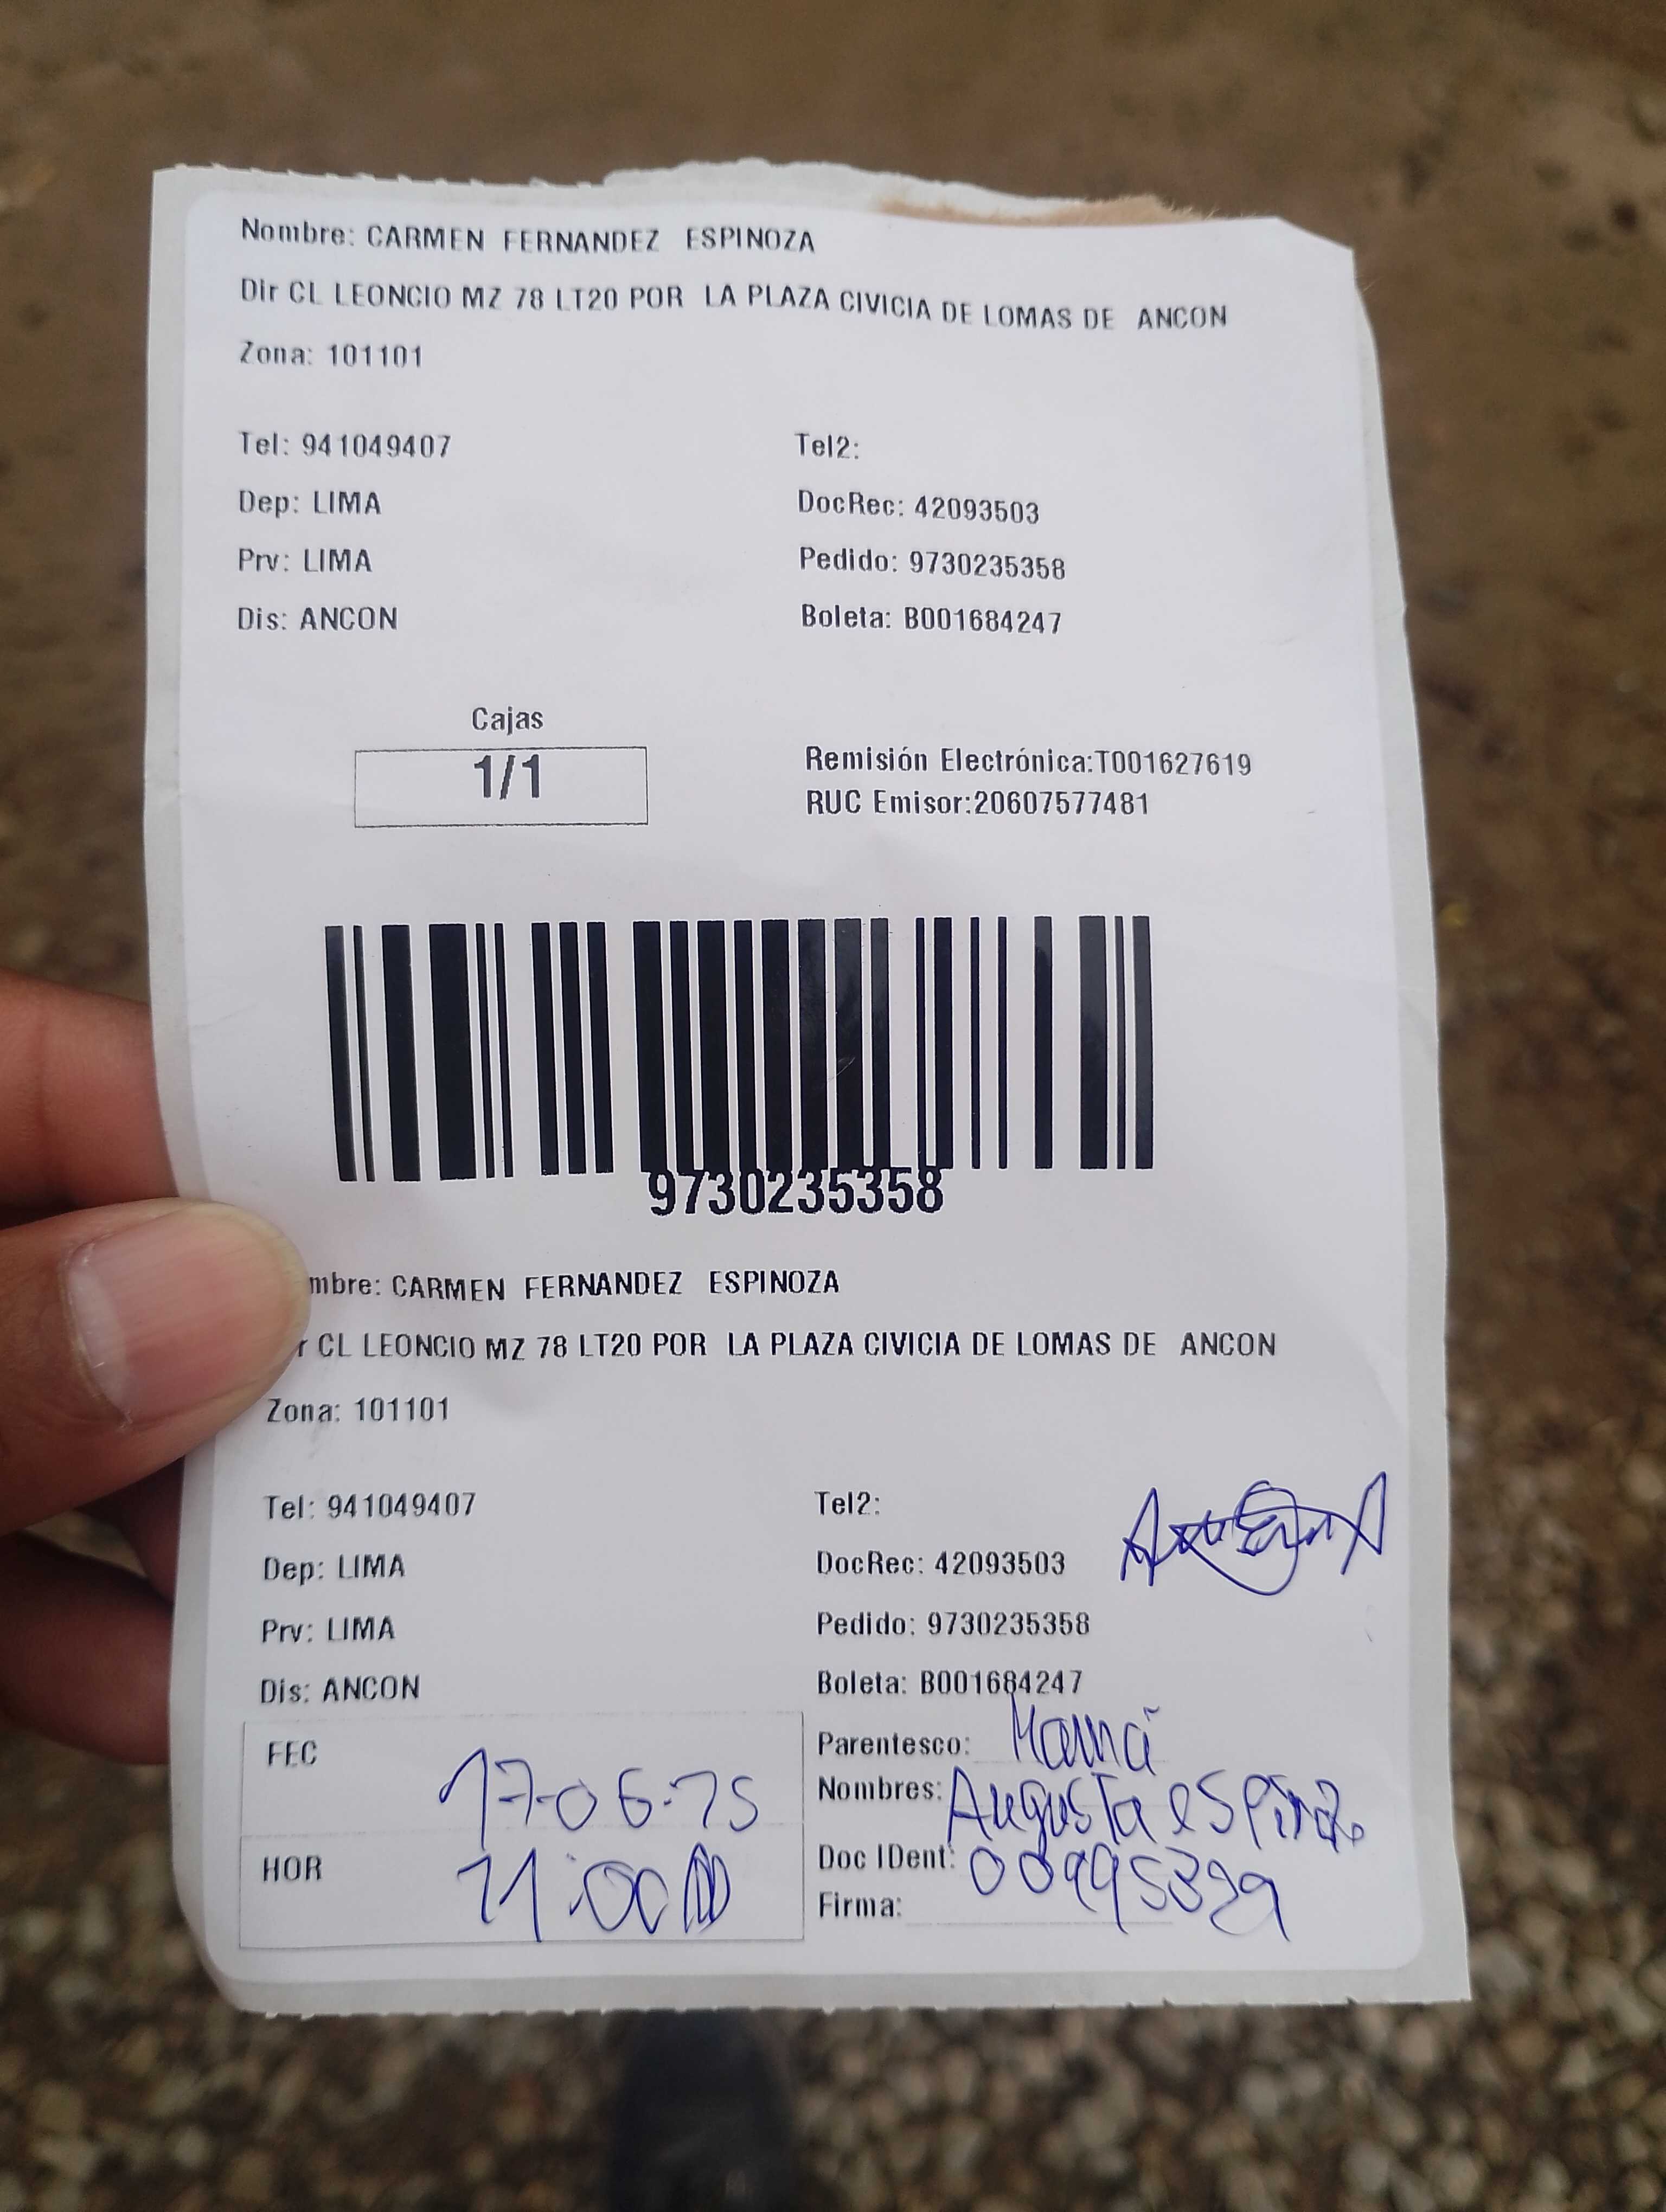 Nombre: CARMEN FERNANDEZ ESPINOZA
Dir CL LEONCIO MZ 78 LT20 POR LA PLAZA CIVICIA DE LOMAS DE ANCON
Zona: 101101
Tel: 941049407 Tel2:
Dep: LIMA DocRec: 42093503
Prv: LIMA Pedido: 9730235358
Dis: ANCON Boleta: B001684247
Cajas
1/1
Remisión Electrónica:T001627619
RUC Emisor:20607577481
9730235358
mbre: CARMEN FERNANDEZ ESPINOZA
r CL LEONCIO MZ 78 LT20 POR LA PLAZA CIVICIA DE LOMAS DE ANCON
Zona: 101101
Tel: 941049407 Tel2:
Dep: LIMA DocRec: 42093503
Prv: LIMA Pedido: 9730235358
Dis: ANCON Boleta: B001684247
FEC 17-06-25
HOR 11:00
Parentesco: Mamá
Nombres: Augusta espinoza
Doc IDent:
Firma: